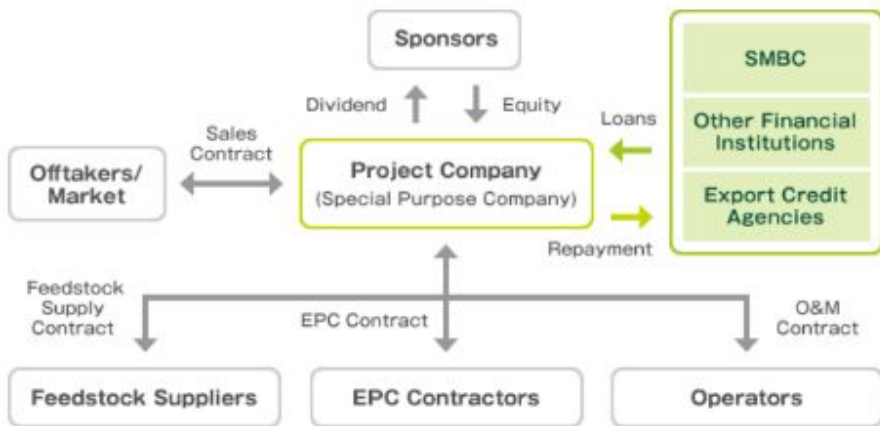 Sponsors
SMBC
Dividend
Equity
Loans
Other Financial
Institutions
Sales
Contract
Offtakers/
Market
Project Company
(Special Purpose Company)
Export Credit
Agencies
Repayment
Feedstock
Supply
Contract
EPC Contract
O&M
Contract
Feedstock Suppliers
EPC Contractors
Operators